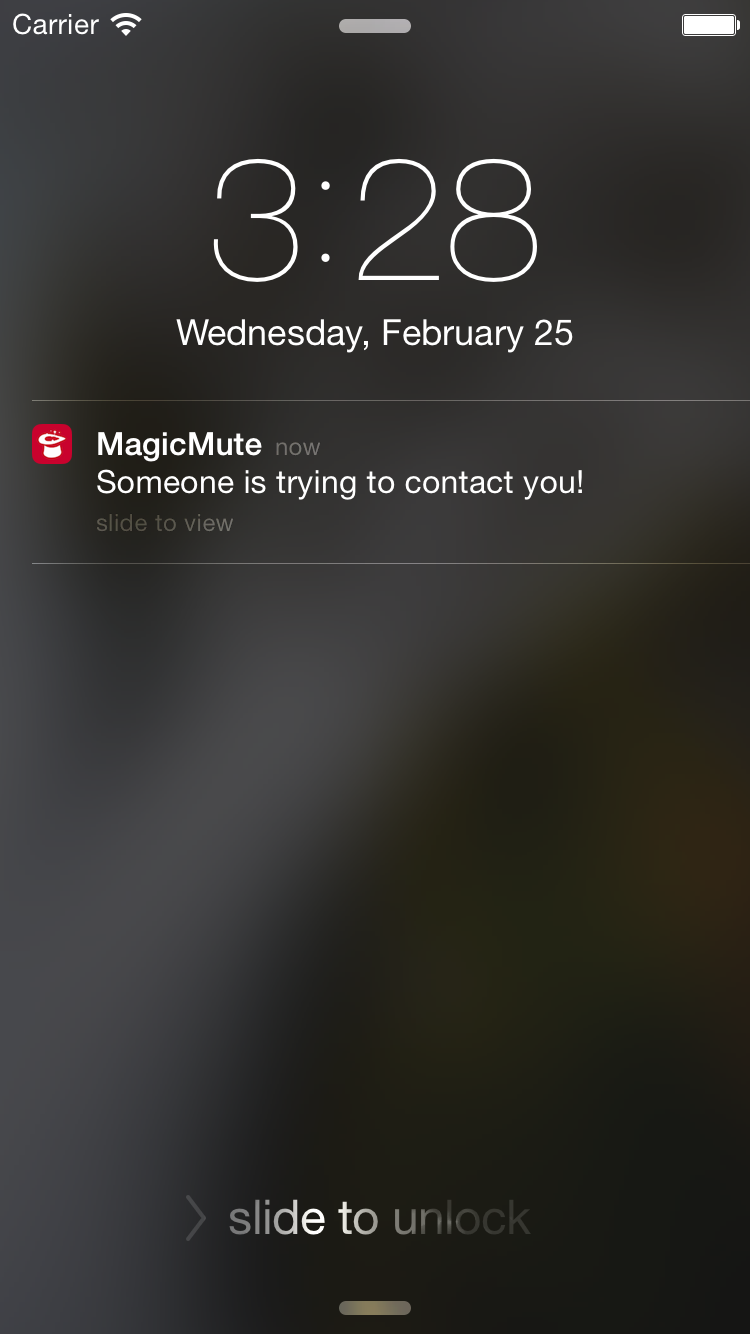 Carrier
3:28
Wednesday, February 25
MagicMute now
Someone is trying to contact you!
slide to view
slide to unlock